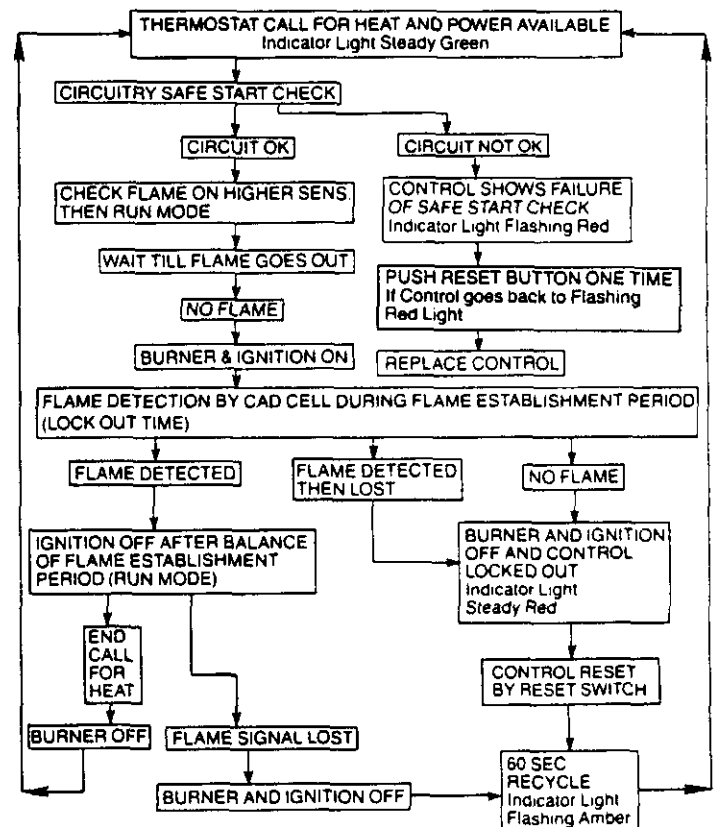 THERMOSTAT CALL FOR HEAT AND POWER AVAILABLE
Indicator Light Steady Green
CIRCUITRY SAFE START CHECK
CIRCUIT OK
CIRCUIT NOT OK
CHECK FLAME ON HIGHER SENS.
THEN RUN MODE
CONTROL SHOWS FAILURE
OF SAFE START CHECK
Indicator Light Flashing Red
WAIT TILL FLAME GOES OUT
PUSH RESET BUTTON ONE TIME
If Control goes back to Flashing
Red Light
NO FLAME
BURNER & IGNITION ON
REPLACE CONTROL
FLAME DETECTION BY CAD CELL DURING FLAME ESTABLISHMENT PERIOD
(LOCK OUT TIME)
FLAME DETECTED
FLAME DETECTED
THEN LOST
NO FLAME
IGNITION OFF AFTER BALANCE
OF FLAME ESTABLISHMENT
PERIOD (RUN MODE)
BURNER AND IGNITION
OFF AND CONTROL
LOCKED OUT
Indicator Light
Steady Red
END
CALL
FOR
HEAT
CONTROL RESET
BY RESET SWITCH
BURNER OFF
FLAME SIGNAL LOST
BURNER AND IGNITION OFF
60 SEC
RECYCLE
Indicator Light
Flashing Amber